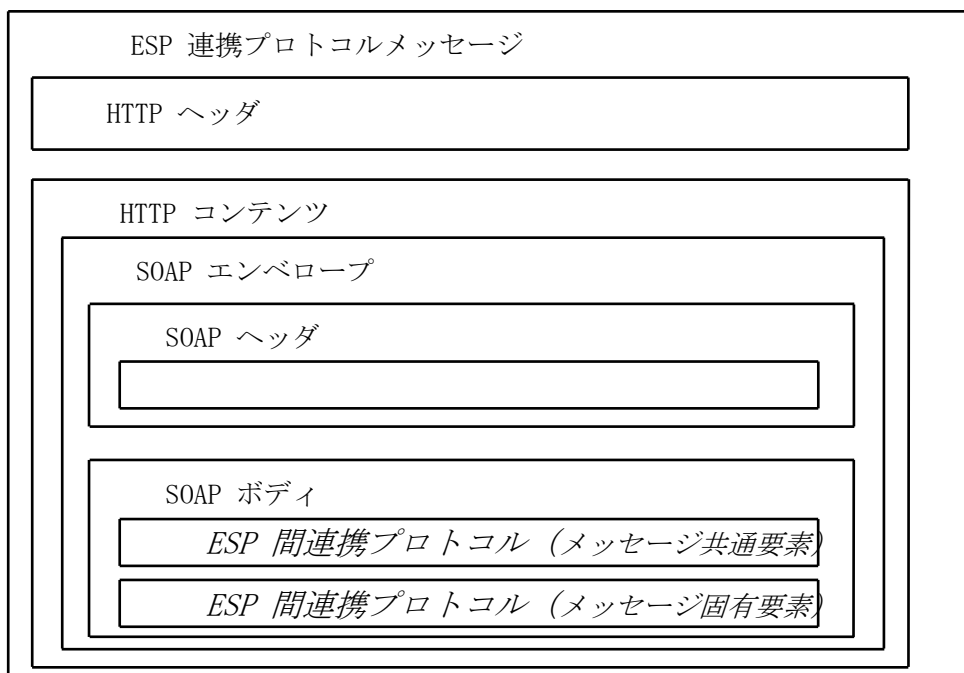 ESP 連携プロトコルメッセージ
HTTP ヘッダ
HTTP コンテンツ
SOAP エンベロープ
SOAP ヘッダ
SOAP ボディ
ESP 間連携プロトコル (メッセージ共通要素)
ESP 間連携プロトコル (メッセージ固有要素)